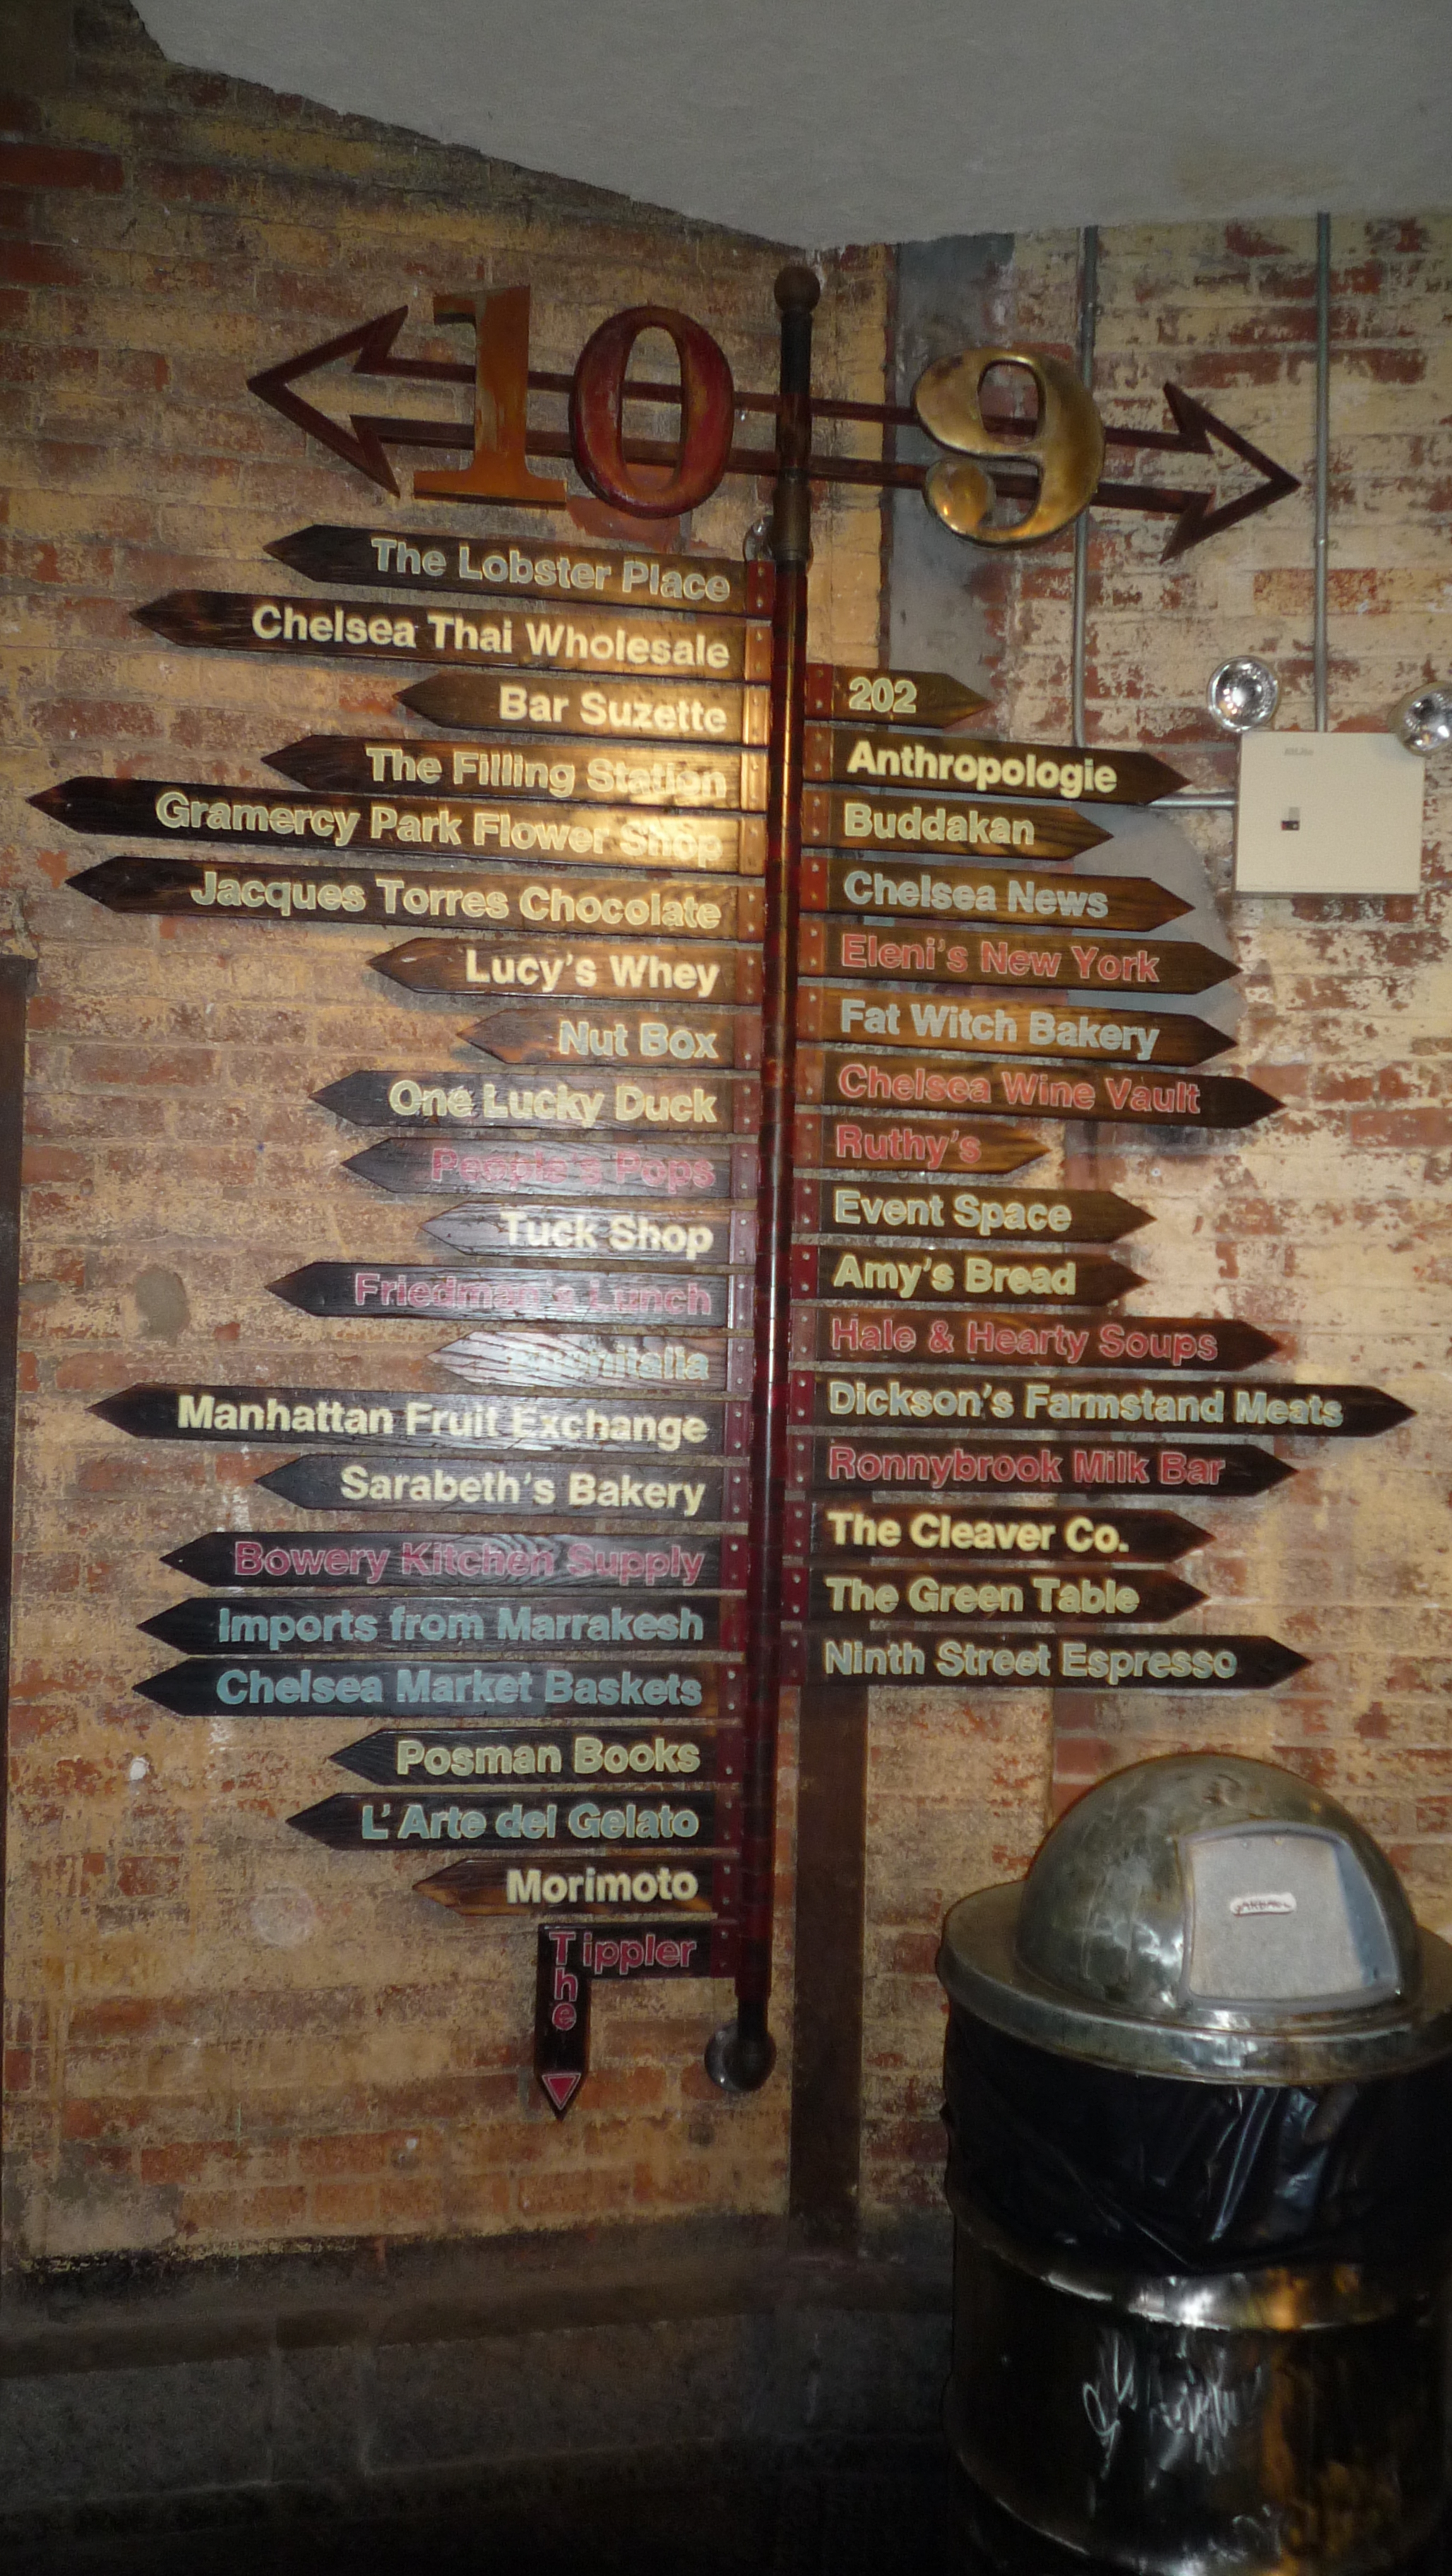 10
9
The Lobster Place
Chelsea Thai Wholesale
Bar Suzette
The Filling Station
Gramercy Park Flower Shop
Jacques Torres Chocolate
Lucy's Whey
Nut Box
One Lucky Duck
People's Pops
Tuck Shop
Friedman's Lunch
Manhattan Fruit Exchange
Sarabeth's Bakery
Bowery Kitchen Supply
Imports from Marrakesh
Chelsea Market Baskets
Posman Books
L'Arte del Gelato
Morimoto
The Tippler
202
Anthropologie
Buddakan
Chelsea News
Eleni's New York
Fat Witch Bakery
Chelsea Wine Vault
Ruthy's
Event Space
Amy's Bread
Hale & Hearty Soups
Dickson's Farmstand Meats
Ronnybrook Milk Bar
The Cleaver Co.
The Green Table
Ninth Street Espresso